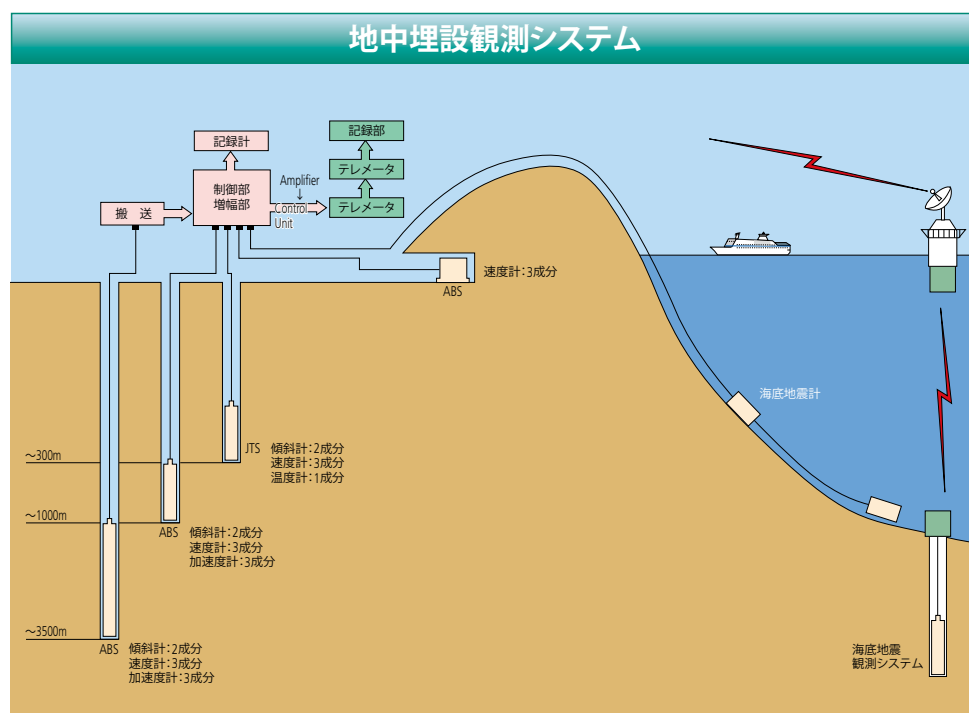 地中埋設観測システム
記録計
記録部
テレメータ
テレメータ
制御部
増幅部
Amplifier
↓
Control
Unit
搬 送
速度計:3成分
ABS
海底地震計
JTS
傾斜計:2成分
速度計:3成分
温度計:1成分
~300m
~1000m
ABS
傾斜計:2成分
速度計:3成分
加速度計:3成分
~3500m
ABS
傾斜計:2成分
速度計:3成分
加速度計:3成分
海底地震
観測システム